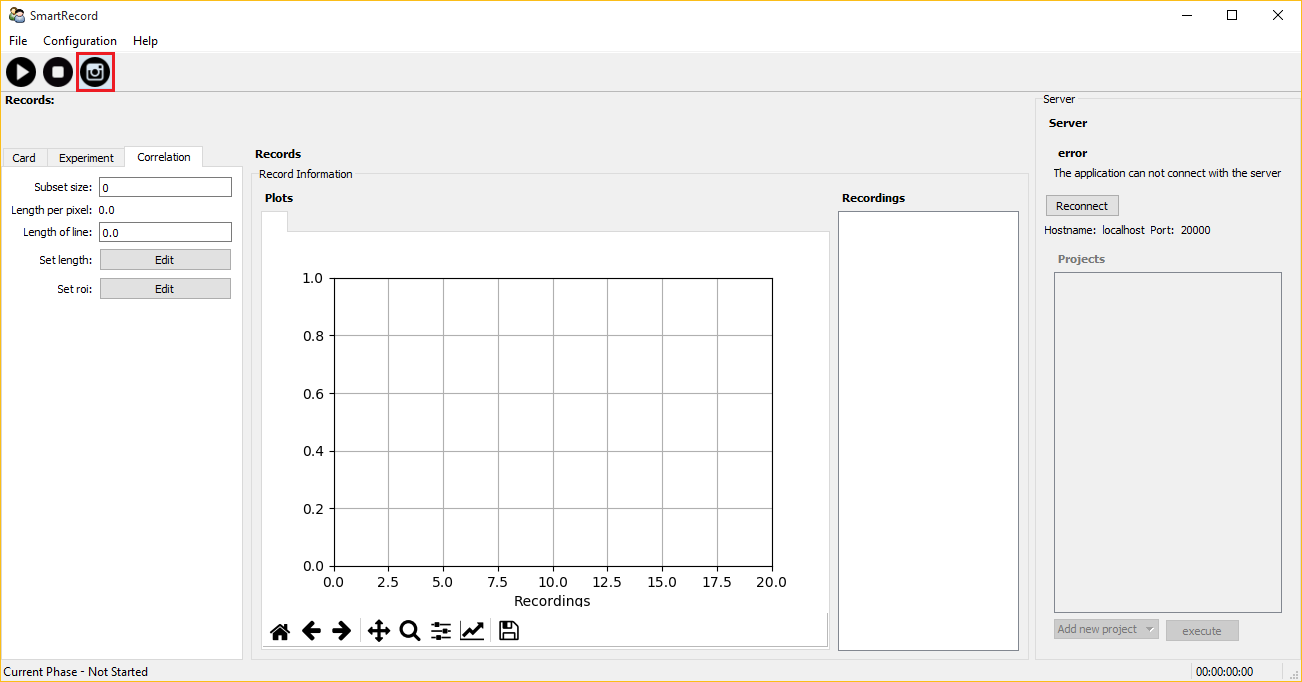 SmartRecord
File Configuration Help
Records:
Card Experiment Correlation
Subset size: 0
Length per pixel: 0.0
Length of line: 0.0
Set length: Edit
Set roi: Edit
Records
Record Information
Plots
1.0
0.8
0.6
0.4
0.2
0.0
0.0 2.5 5.0 7.5 10.0 12.5 15.0 17.5 20.0
Recordings
Recordings
Server
Server
error
The application can not connect with the server
Reconnect
Hostname: localhost Port: 20000
Projects
Add new project execute
Current Phase - Not Started 00:00:00:00